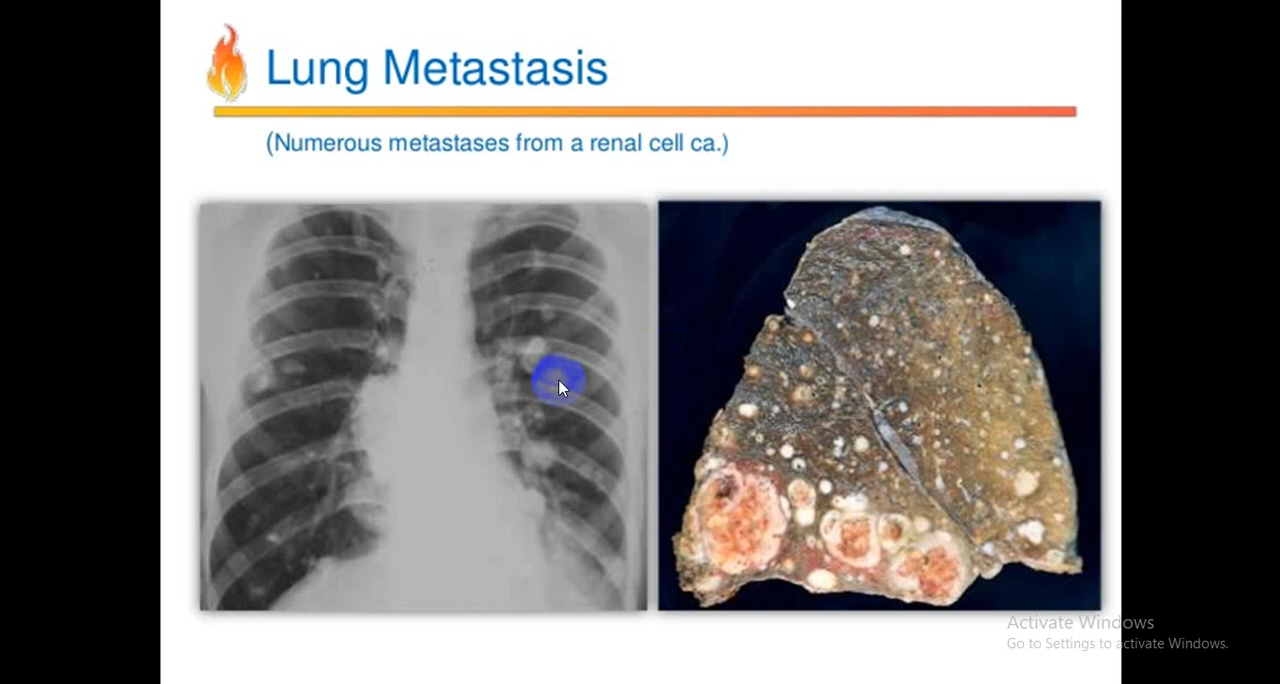 Lung Metastasis
(Numerous metastases from a renal cell ca.)
Activate Windows
Go to Settings to activate Windows.